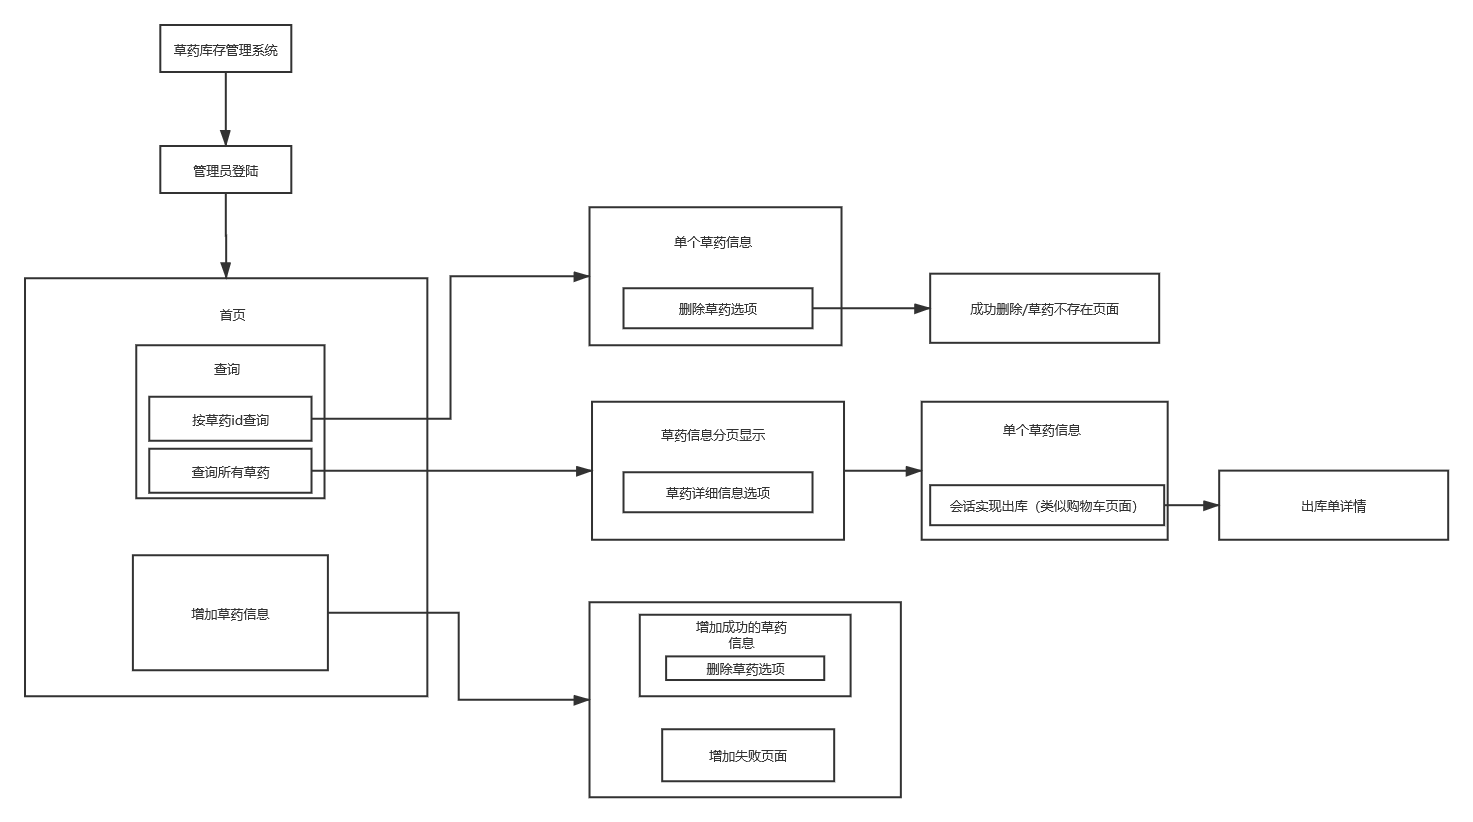 草药库存管理系统
管理员登陆
首页
查询
按草药id查询
查询所有草药
增加草药信息
单个草药信息
删除草药选项
成功删除/草药不存在页面
草药信息分页显示
草药详细信息选项
单个草药信息
会话实现出库（类似购物车页面）
出库单详情
增加成功的草药
信息
删除草药选项
增加失败页面